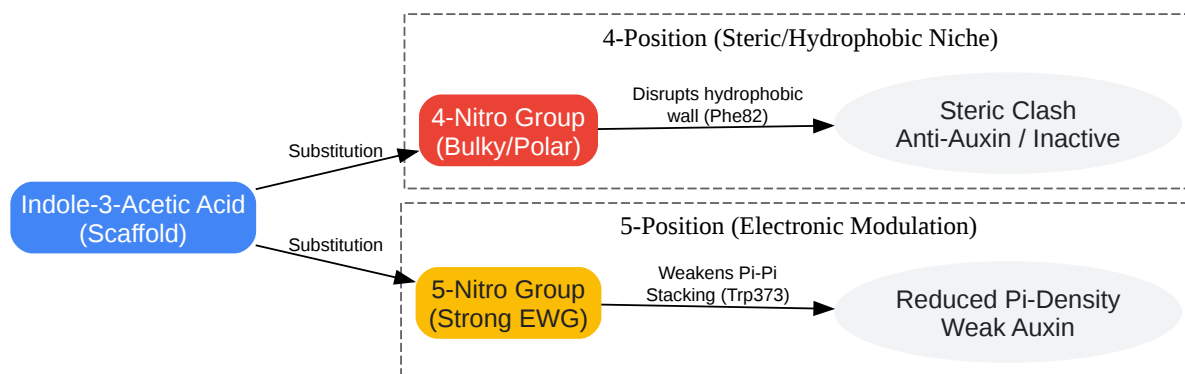 4-Position (Steric/Hydrophobic Niche)
Disrupts hydrophobic
wall (Phe82)
4-Nitro Group
(Bulky/Polar)
Steric Clash
Anti-Auxin / Inactive
Substitution
Indole-3-Acetic Acid
(Scaffold)
Substitution
5-Position (Electronic Modulation)
Weakens Pi-Pi
Stacking (Trp373)
5-Nitro Group
(Strong EWG)
Reduced Pi-Density
Weak Auxin